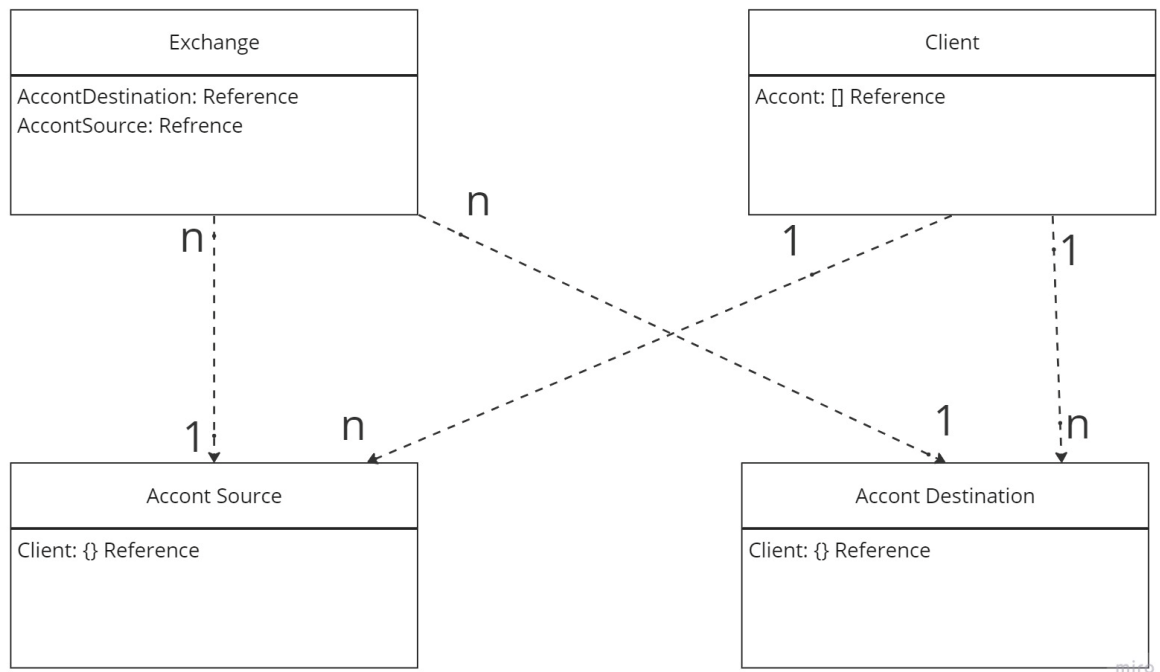 Exchange
AccontDestination: Reference
AccontSource: Refrence
Client
Accont: [] Reference
n
n
1
1
1
n
1
n
Accont Source
Client: {} Reference
Accont Destination
Client: {} Reference
miro